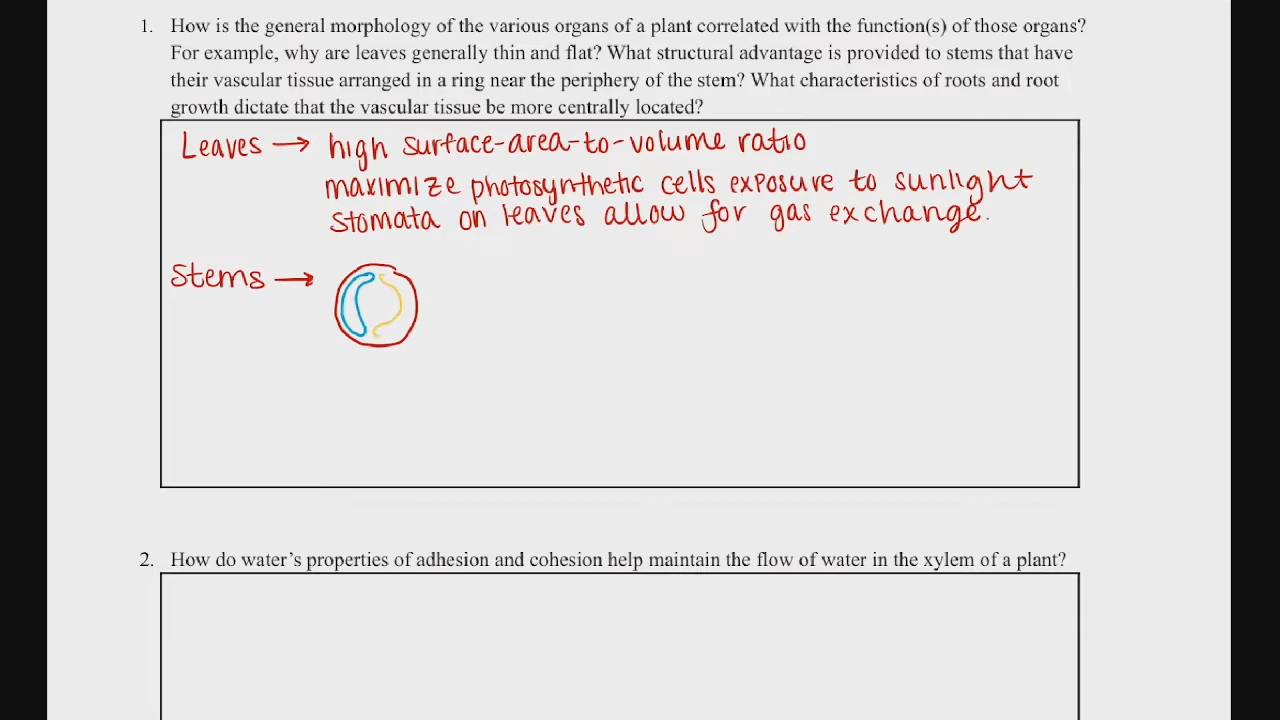 1. How is the general morphology of the various organs of a plant correlated with the function(s) of those organs?
For example, why are leaves generally thin and flat? What structural advantage is provided to stems that have
their vascular tissue arranged in a ring near the periphery of the stem? What characteristics of roots and root
growth dictate that the vascular tissue be more centrally located?
Leaves → high surface-area-to-volume ratio
maximize photosynthetic cells exposure to sunlight
stomata on leaves allow for gas exchange.
Stems →
2. How do water's properties of adhesion and cohesion help maintain the flow of water in the xylem of a plant?